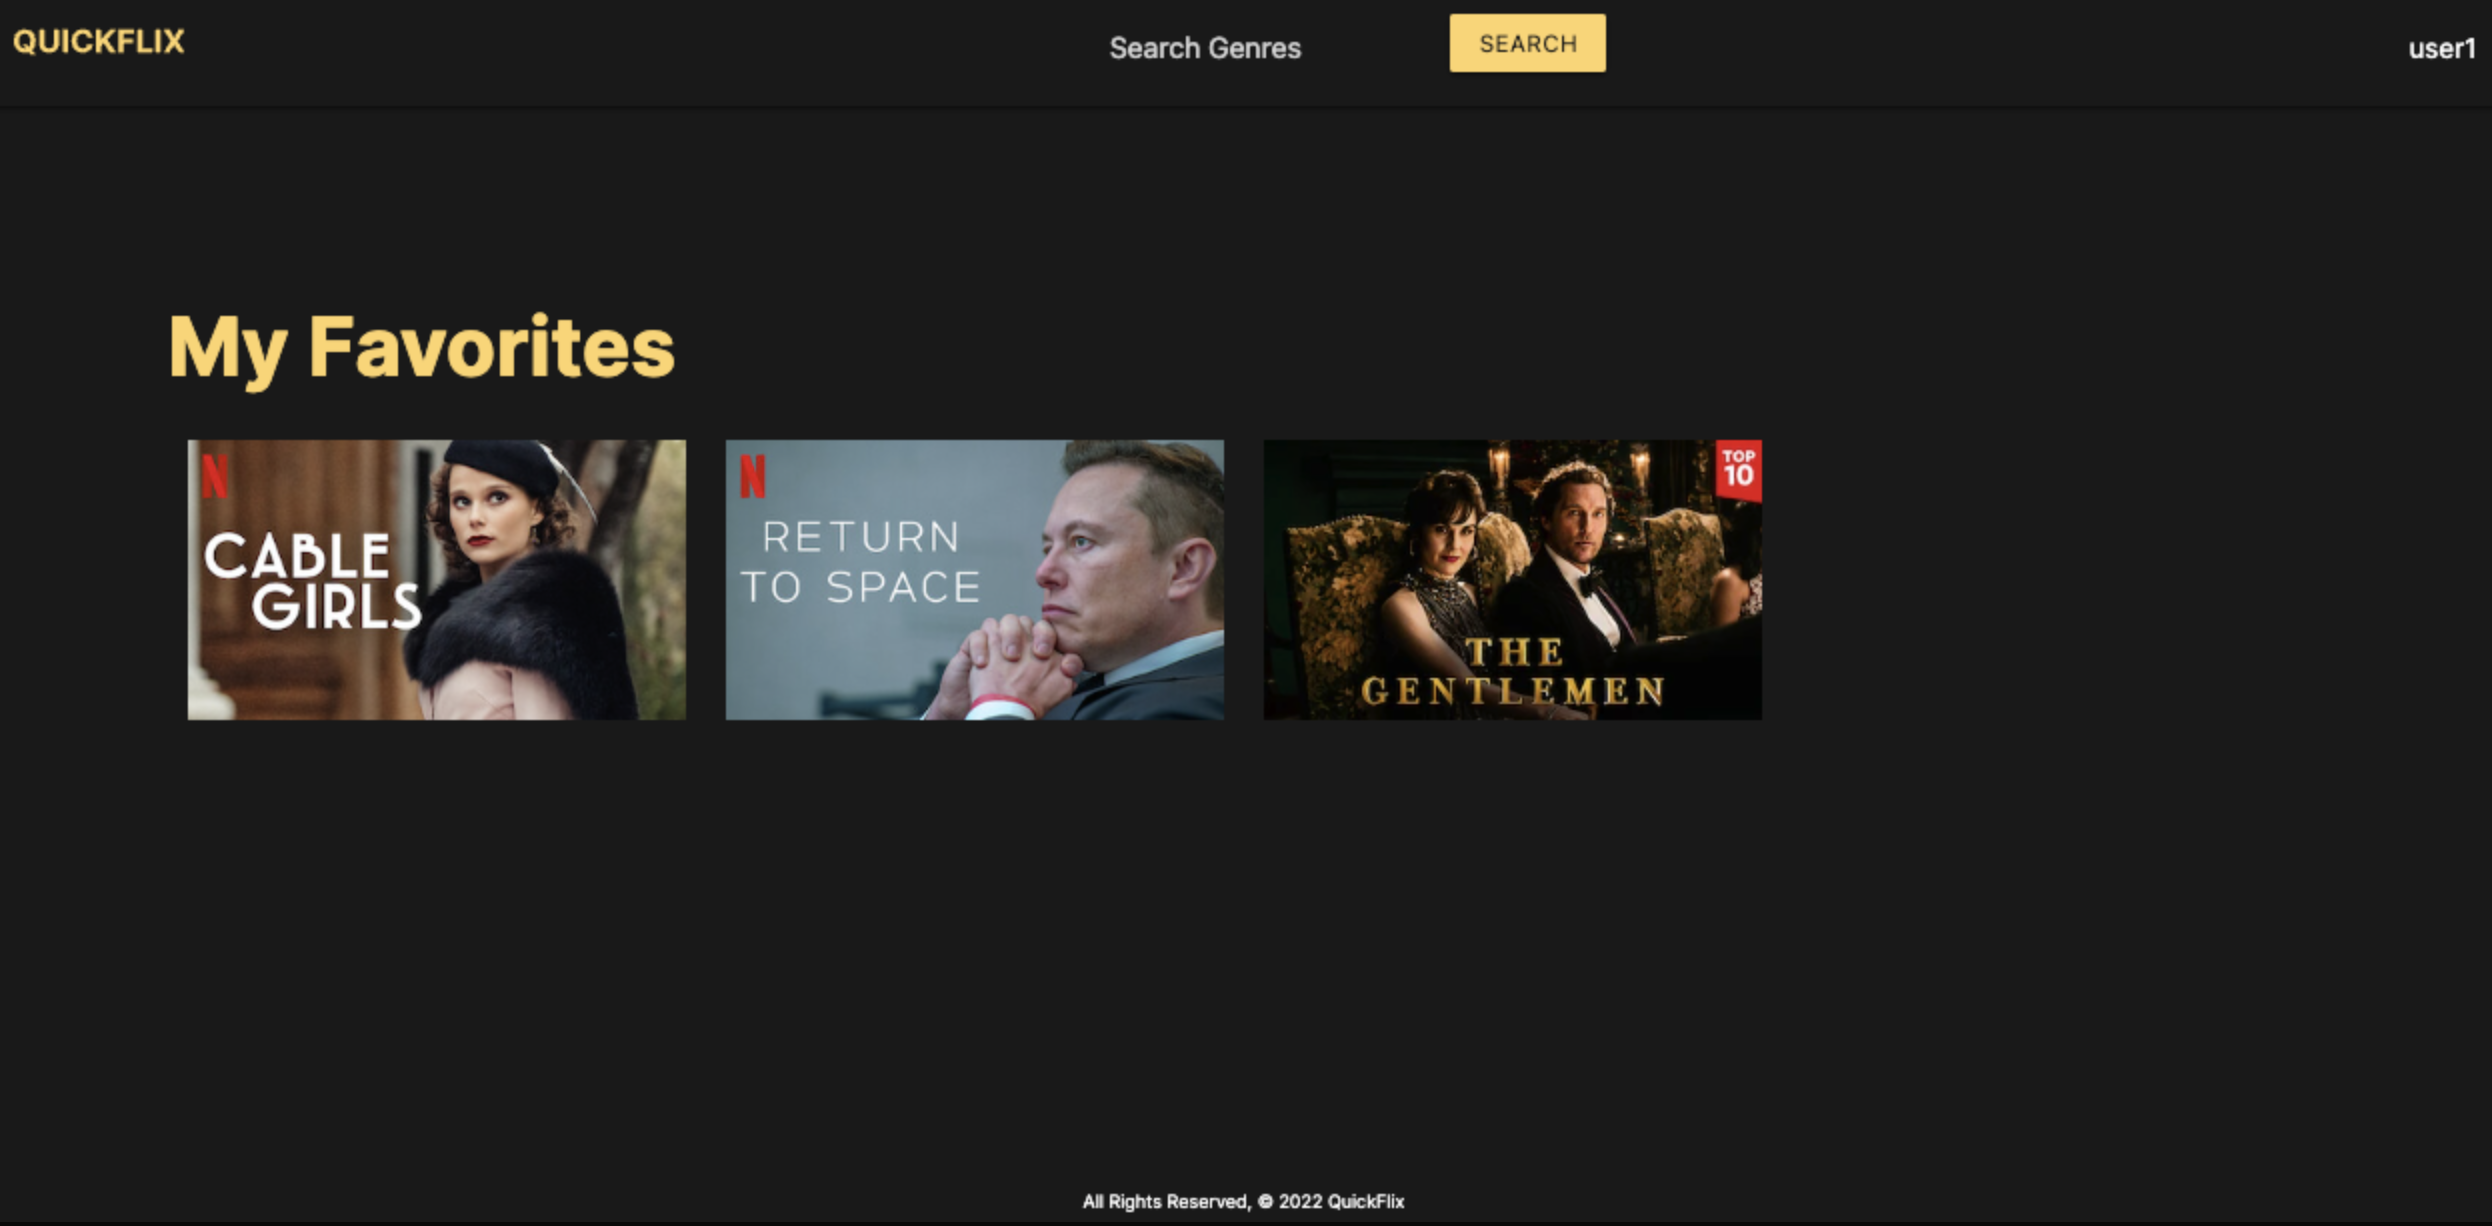 QUICKFLIX
Search Genres
SEARCH
user1
My Favorites
N
CABLE
GIRLS
N
RETURN
TO SPACE
TOP
10
THE
GENTLEMEN
All Rights Reserved, © 2022 QuickFlix